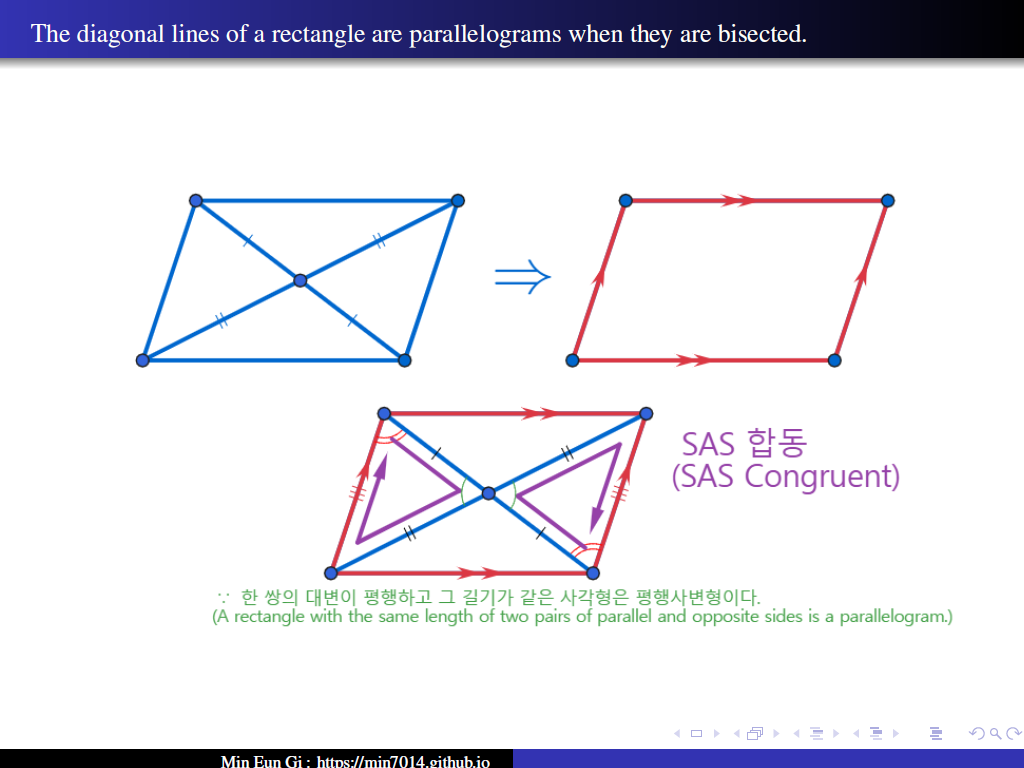 The diagonal lines of a rectangle are parallelograms when they are bisected.
⇒
SAS 합동
(SAS Congruent)
∵ 한 쌍의 대변이 평행하고 그 길기가 같은 사각형은 평행사변형이다.
(A rectangle with the same length of two pairs of parallel and opposite sides is a parallelogram.)
Min Eun Gi : https://min7014.github.io